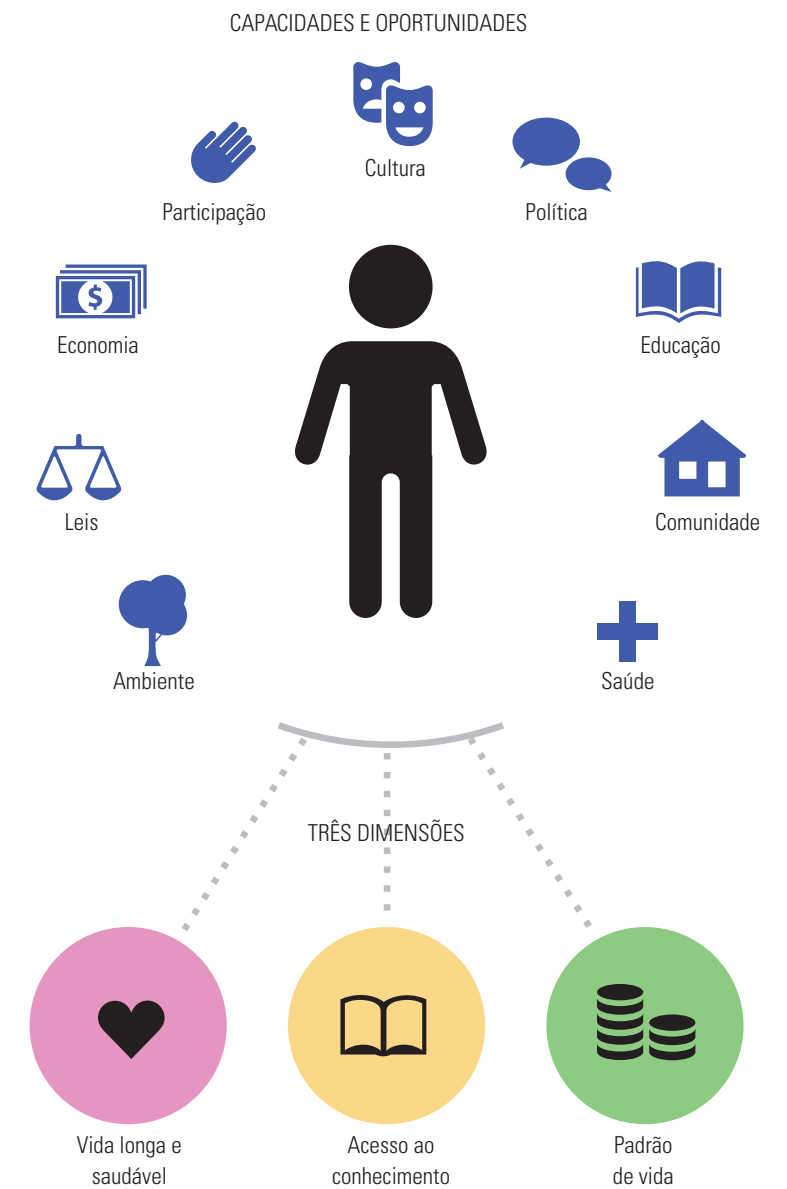 CAPACIDADES E OPORTUNIDADES
Cultura
Participação
Política
$
Economia
Educação
Leis
Comunidade
Ambiente
Saúde
TRÊS DIMENSÕES
Vida longa e
saudável
Acesso ao
conhecimento
Padrão
de vida